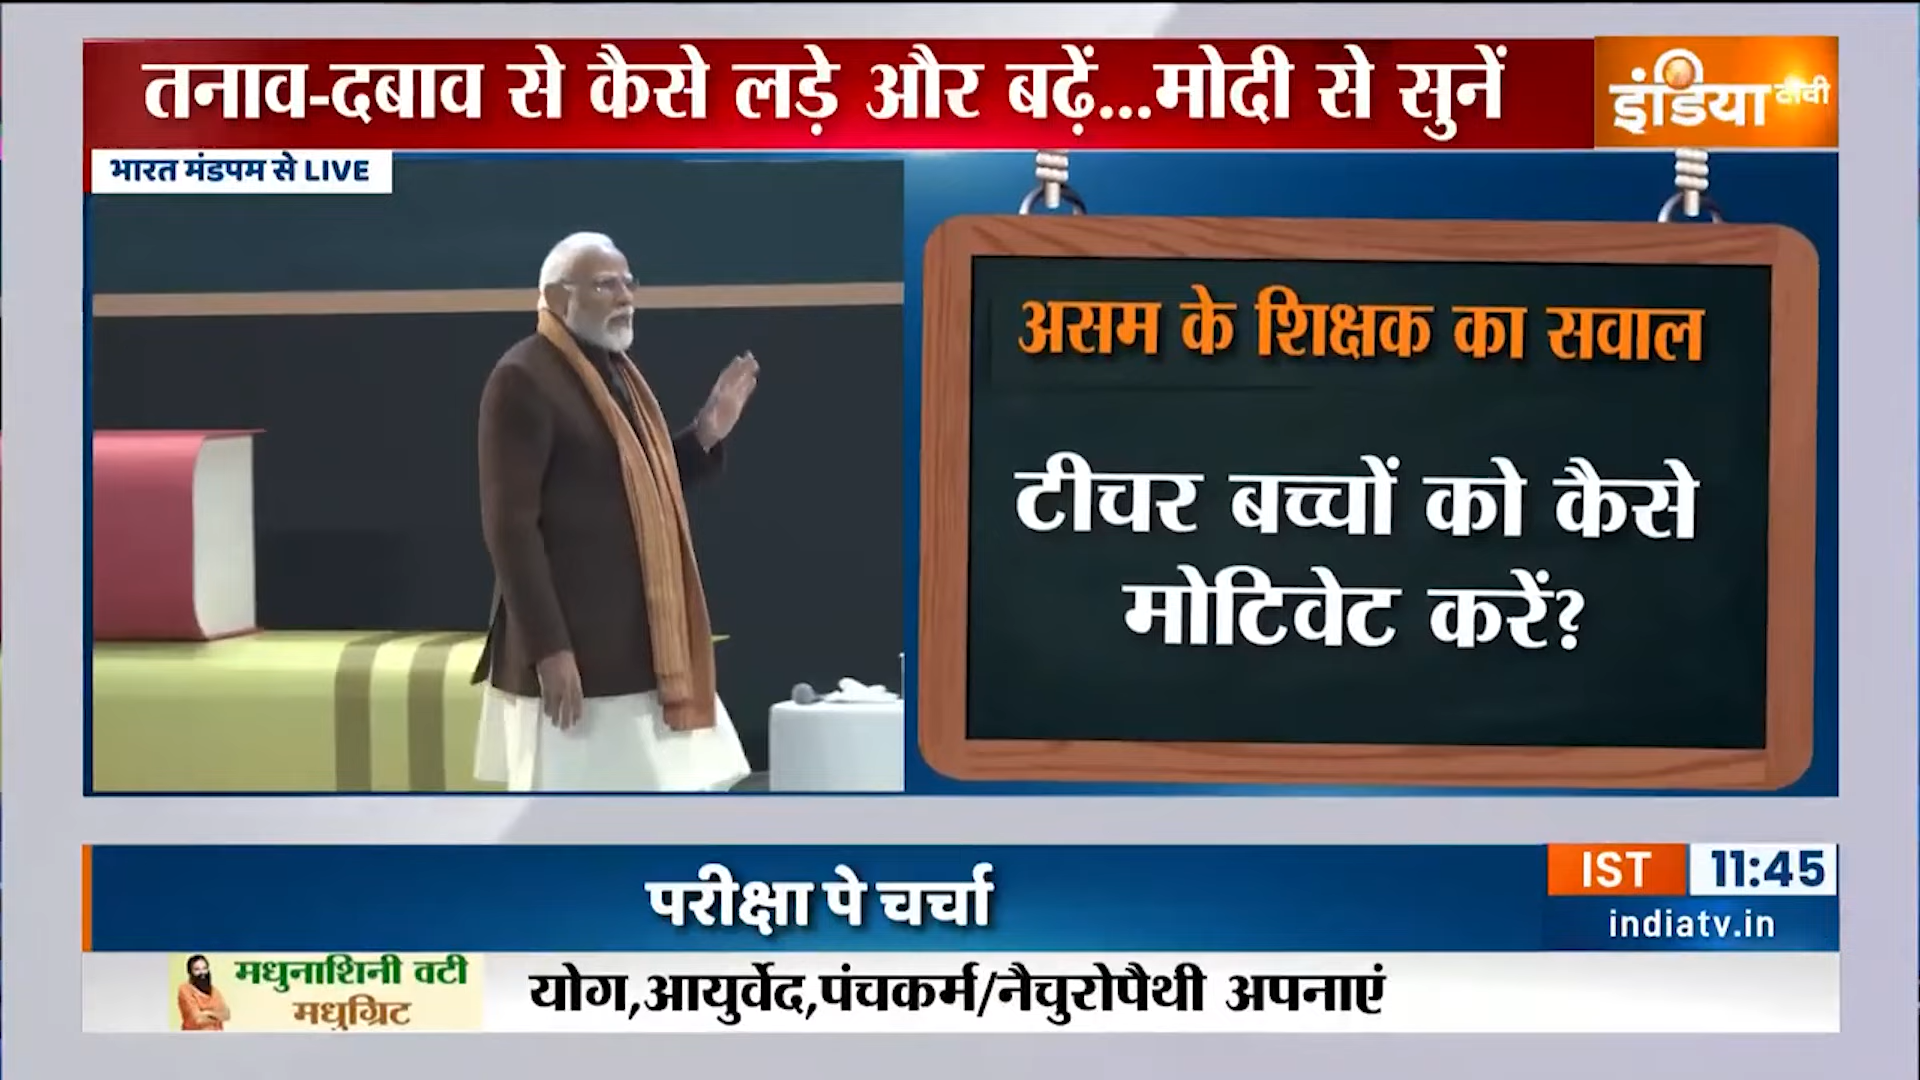 तनाव-दबाव से कैसे लड़े और बढ़ें...मोदी से सुनें
इंडिया टीवी
भारत मंडपम से LIVE
असम के शिक्षक का सवाल
टीचर बच्चों को कैसे
मोटिवेट करें?
परीक्षा पे चर्चा
IST 11:45
indiatv.in
मधुनाशिनी वटी
मधुग्रिट
योग,आयुर्वेद,पंचकर्म/नैचुरोपैथी अपनाएं